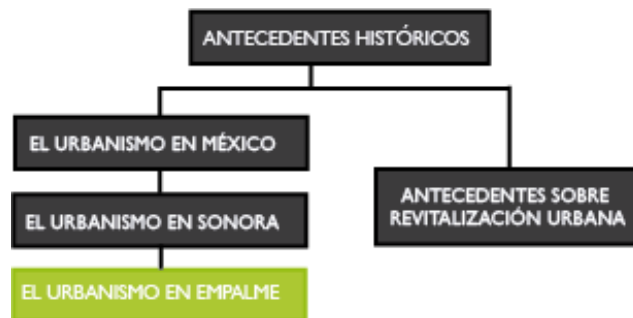 ANTECEDENTES HISTÓRICOS
EL URBANISMO EN MÉXICO
EL URBANISMO EN SONORA
EL URBANISMO EN EMPALME
ANTECEDENTES SOBRE
REVITALIZACIÓN URBANA